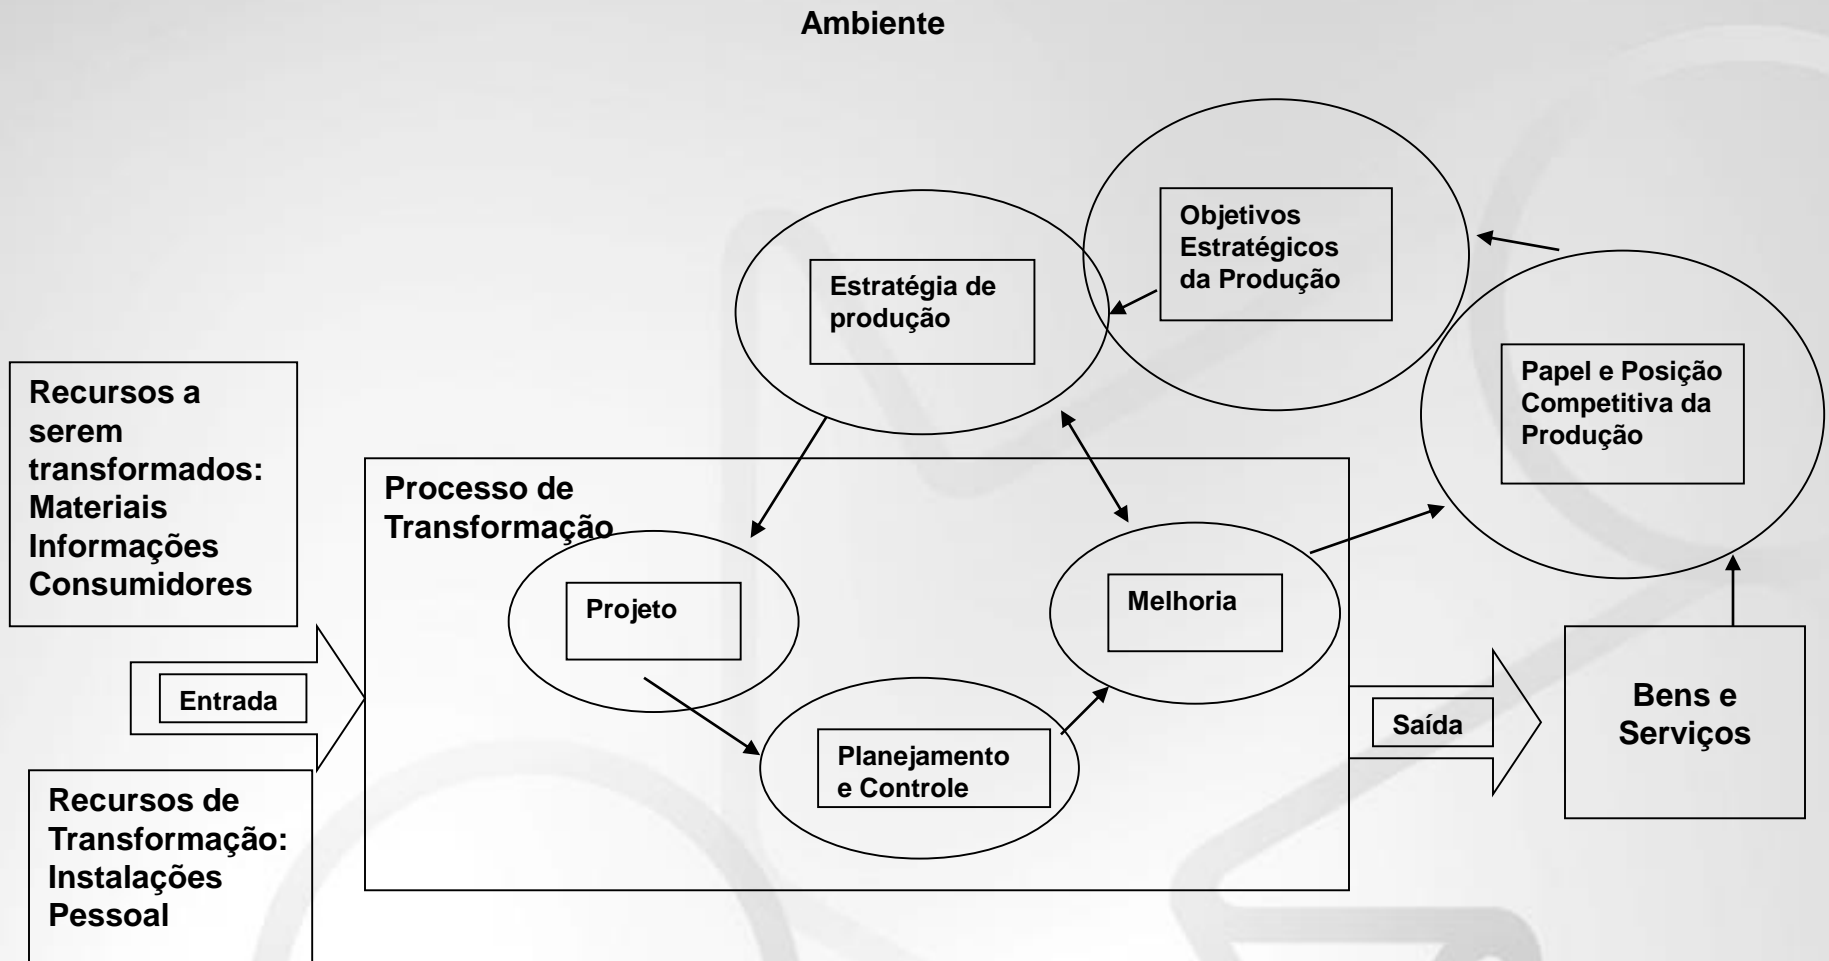 Ambiente
Objetivos
Estratégicos
da Produção
Estratégia de
produção
Papel e Posição
Competitiva da
Produção
Recursos a
serem
transformados:
Materiais
Informações
Consumidores
Processo de
Transformação
Projeto
Melhoria
Entrada
Planejamento
e Controle
Saída
Bens e
Serviços
Recursos de
Transformação:
Instalações
Pessoal